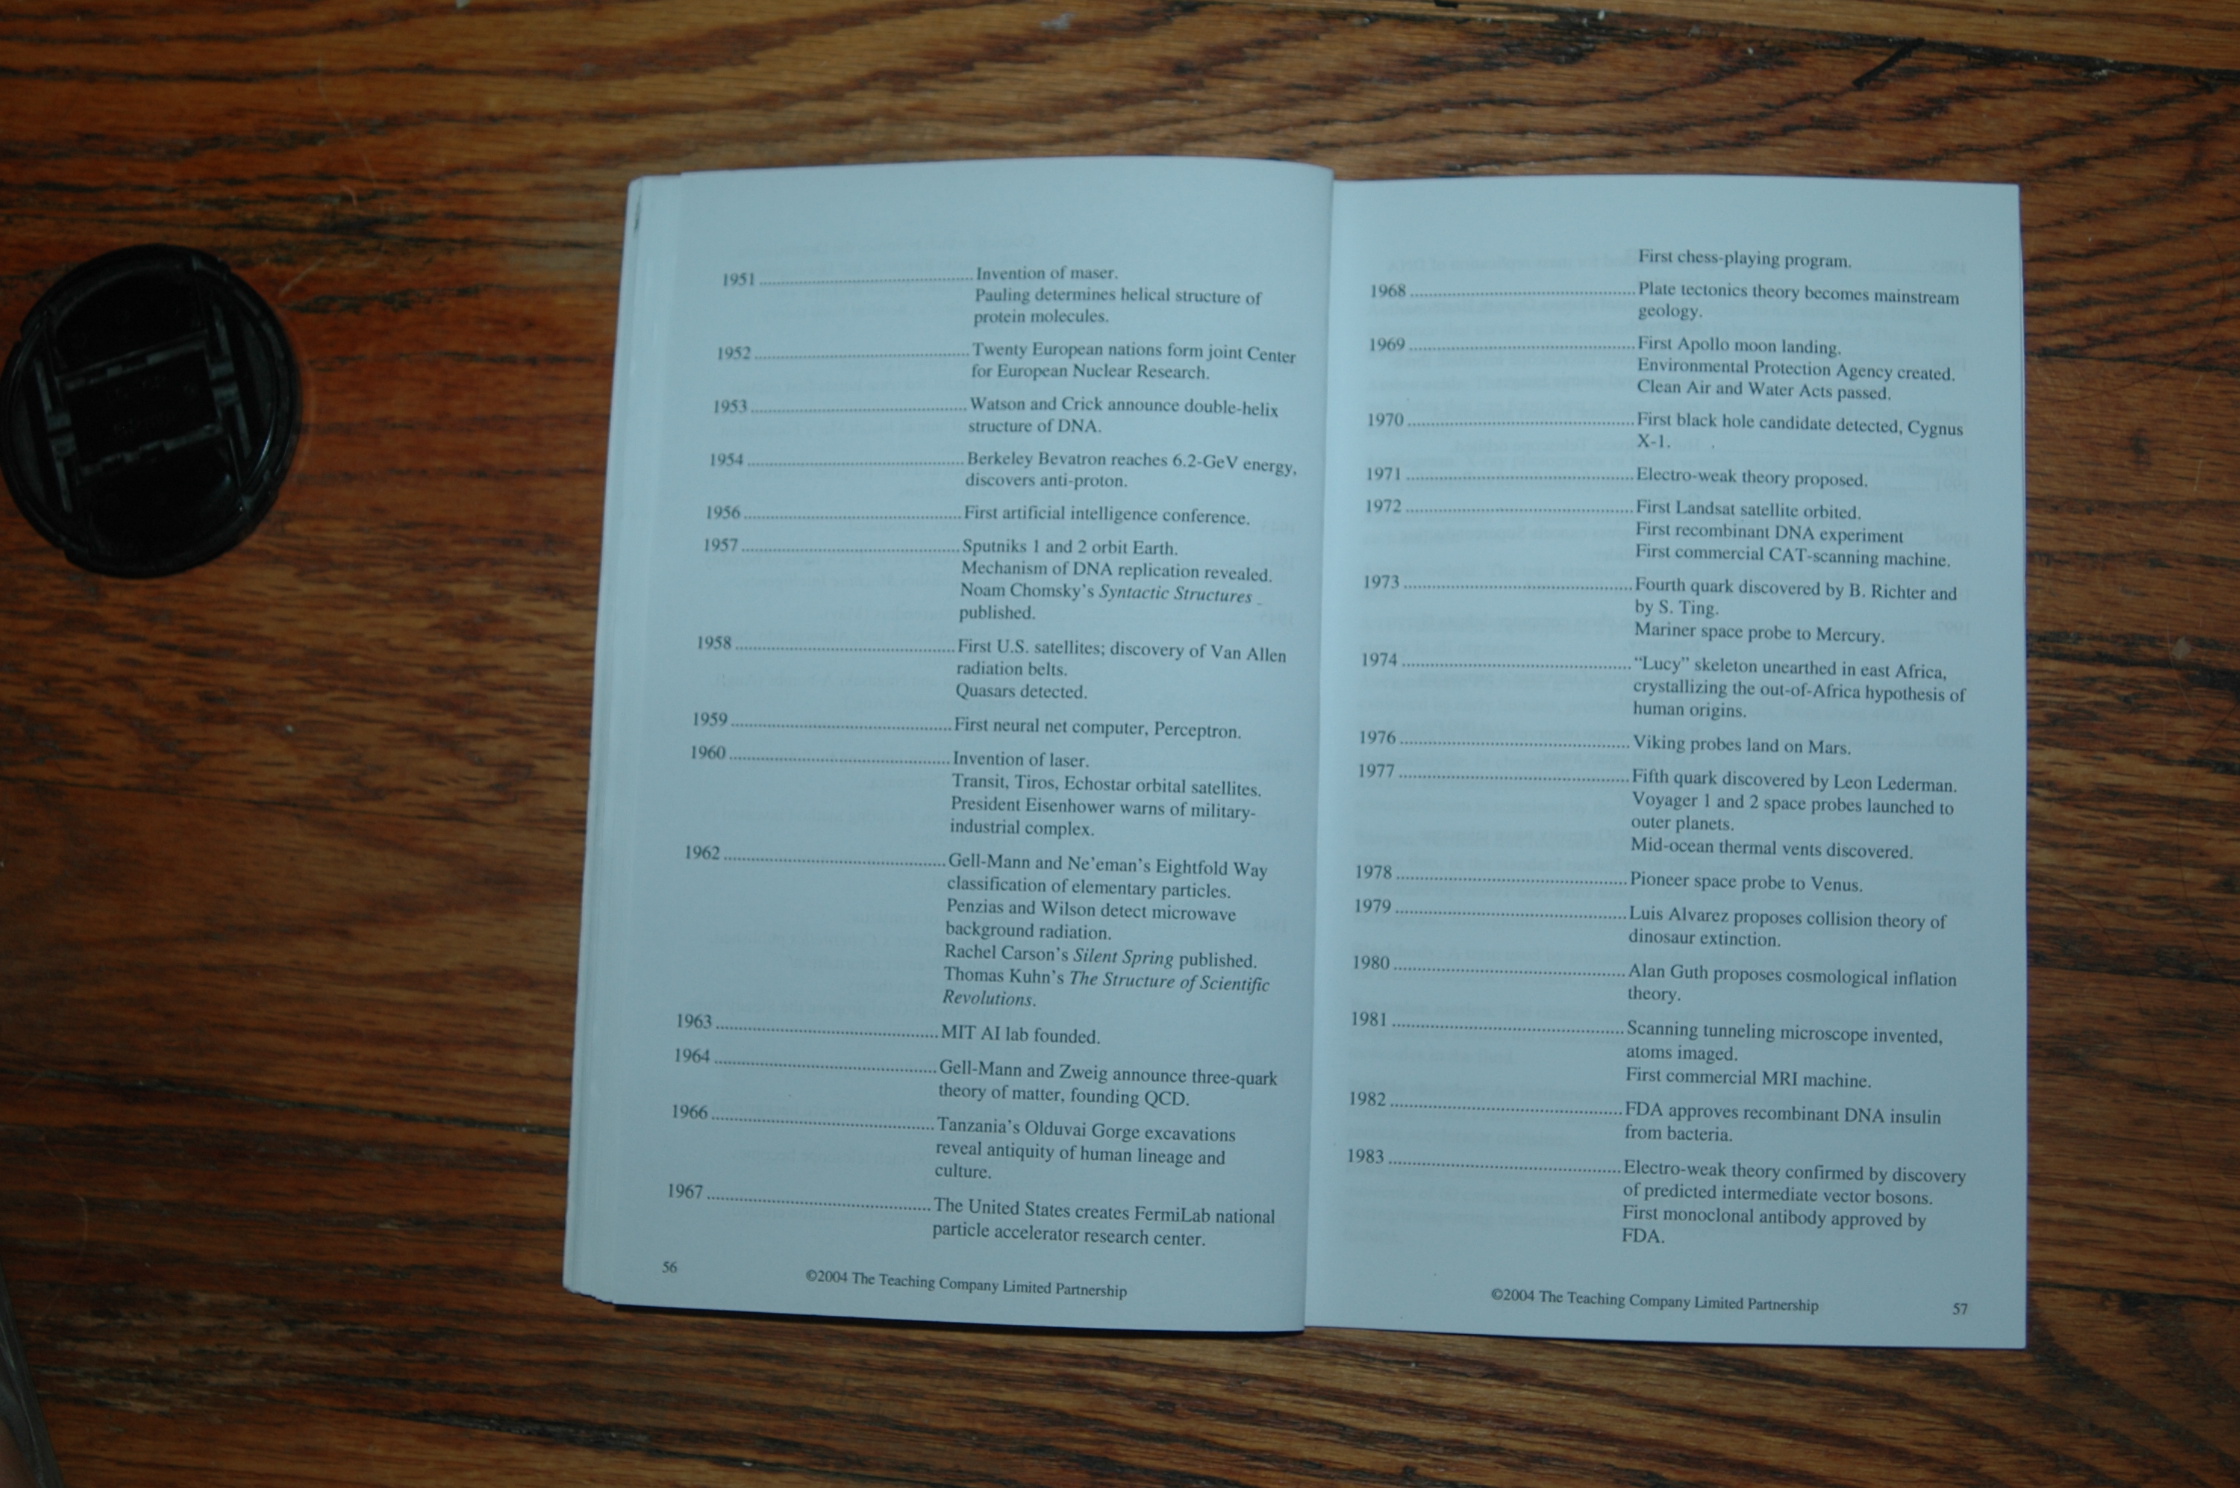 1951 ........ Invention of maser.
Pauling determines helical structure of
protein molecules.
1952 ........ Twenty European nations form joint Center
for European Nuclear Research.
1953 ........ Watson and Crick announce double-helix
structure of DNA.
1954 ........ Berkeley Bevatron reaches 6.2-GeV energy,
discovers anti-proton.
1956 ........ First artificial intelligence conference.
1957 ........ Sputniks 1 and 2 orbit Earth.
Mechanism of DNA replication revealed.
Noam Chomsky's Syntactic Structures
published.
1958 ........ First U.S. satellites; discovery of Van Allen
radiation belts.
Quasars detected.
1959 ........ First neural net computer, Perceptron.
1960 ........ Invention of laser.
Transit, Tiros, Echostar orbital satellites.
President Eisenhower warns of military-
industrial complex.
1962 ........ Gell-Mann and Ne'eman's Eightfold Way
classification of elementary particles.
Penzias and Wilson detect microwave
background radiation.
Rachel Carson's Silent Spring published.
Thomas Kuhn's The Structure of Scientific
Revolutions.
1963 ........ MIT AI lab founded.
1964 ........ Gell-Mann and Zweig announce three-quark
theory of matter, founding QCD.
1966 ........ Tanzania's Olduvai Gorge excavations
reveal antiquity of human lineage and
culture.
1967 ........ The United States creates FermiLab national
particle accelerator research center.
56 ©2004 The Teaching Company Limited Partnership
First chess-playing program.
1968 ........ Plate tectonics theory becomes mainstream
geology.
1969 ........ First Apollo moon landing.
Environmental Protection Agency created.
Clean Air and Water Acts passed.
1970 ........ First black hole candidate detected, Cygnus
X-1.
1971 ........ Electro-weak theory proposed.
1972 ........ First Landsat satellite orbited.
First recombinant DNA experiment
First commercial CAT-scanning machine.
1973 ........ Fourth quark discovered by B. Richter and
by S. Ting.
Mariner space probe to Mercury.
1974 ........ "Lucy" skeleton unearthed in east Africa,
crystallizing the out-of-Africa hypothesis of
human origins.
1976 ........ Viking probes land on Mars.
1977 ........ Fifth quark discovered by Leon Lederman.
Voyager 1 and 2 space probes launched to
outer planets.
Mid-ocean thermal vents discovered.
1978 ........ Pioneer space probe to Venus.
1979 ........ Luis Alvarez proposes collision theory of
dinosaur extinction.
1980 ........ Alan Guth proposes cosmological inflation
theory.
1981 ........ Scanning tunneling microscope invented,
atoms imaged.
First commercial MRI machine.
1982 ........ FDA approves recombinant DNA insulin
from bacteria.
1983 ........ Electro-weak theory confirmed by discovery
of predicted intermediate vector bosons.
First monoclonal antibody approved by
FDA.
©2004 The Teaching Company Limited Partnership 57